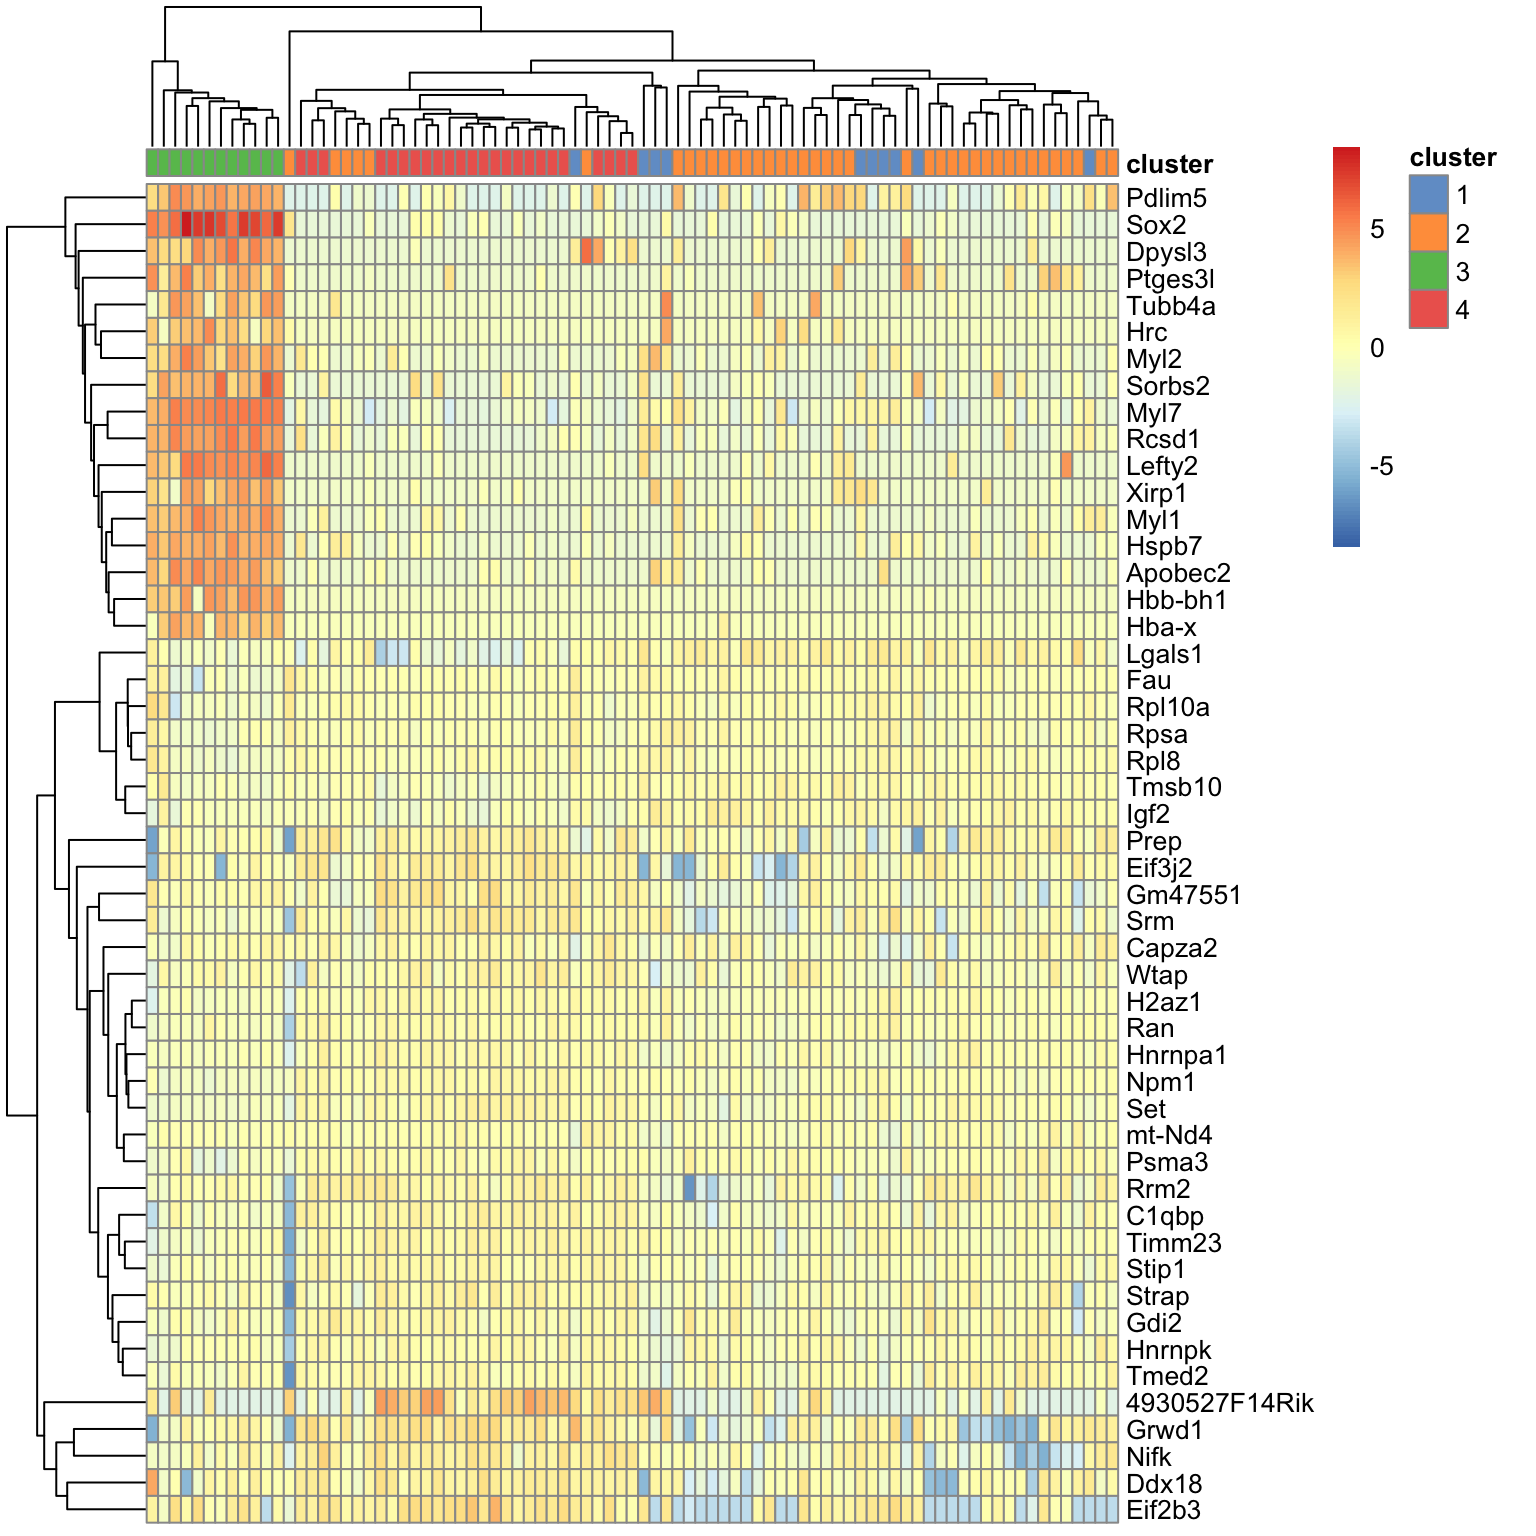 cluster
Pdlim5
Sox2
Dpysl3
Ptges3l
Tubb4a
Hrc
Myl2
Sorbs2
Myl7
Rcsd1
Lefty2
Xirp1
Myl1
Hspb7
Apobec2
Hbb-bh1
Hba-x
Lgals1
Fau
Rpl10a
Rpsa
Rpl8
Tmsb10
Igf2
Prep
Eif3j2
Gm47551
Srm
Capza2
Wtap
H2az1
Ran
Hnrnpa1
Npm1
Set
mt-Nd4
Psma3
Rrm2
C1qbp
Timm23
Stip1
Strap
Gdi2
Hnrnpk
Tmed2
4930527F14Rik
Grwd1
Nifk
Ddx18
Eif2b3
5
0
-5
cluster
1
2
3
4